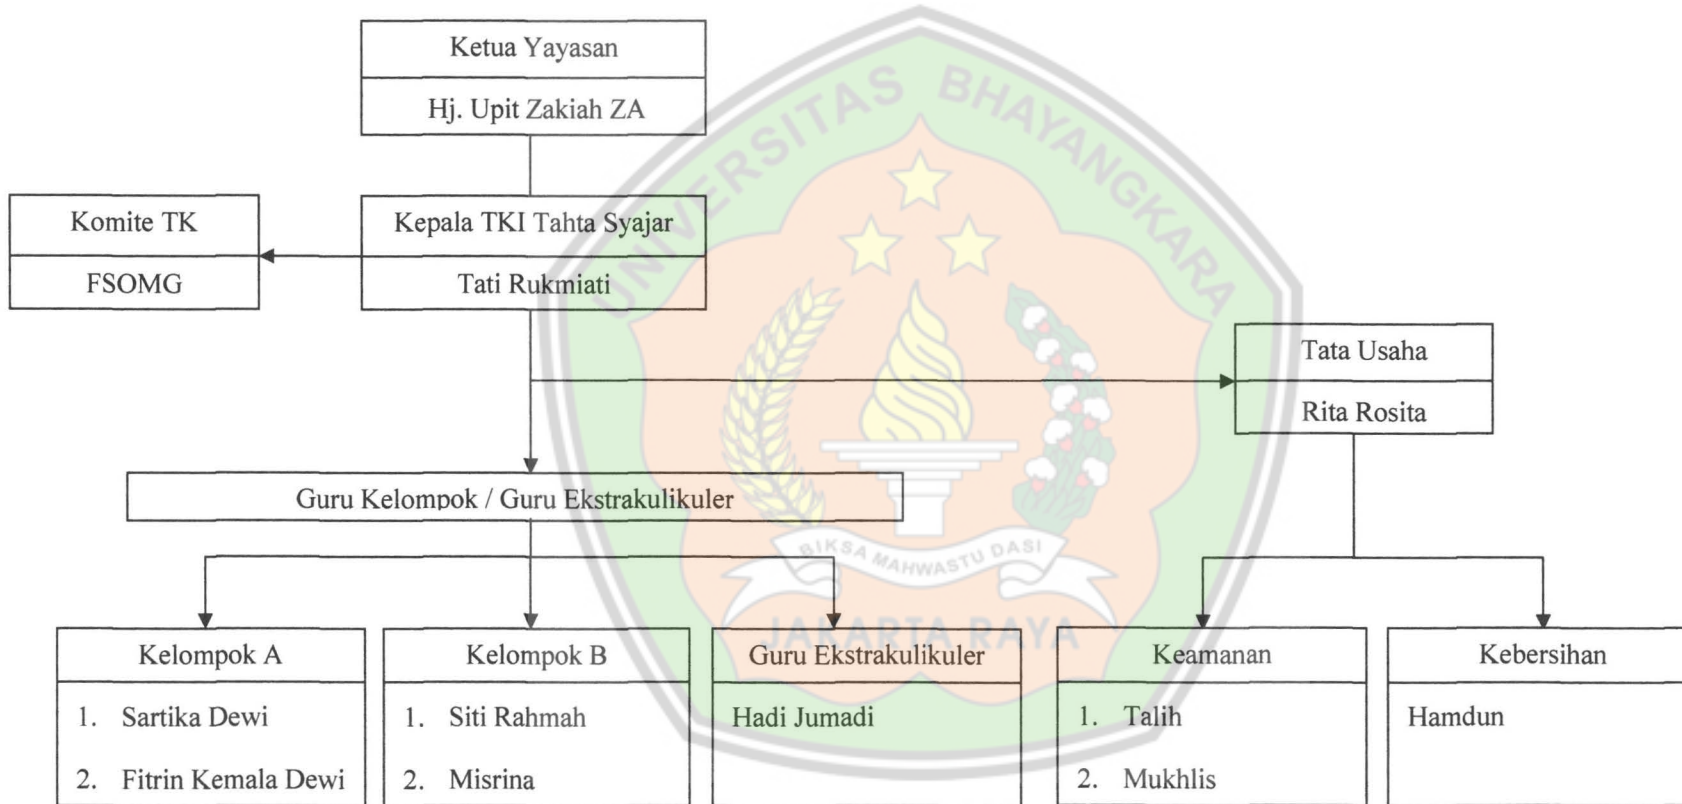 Ketua Yayasan
Hj. Upit Zakiah ZA
Komite TK
FSOMG
Kepala TKI Tahta Syajar
Tati Rukmiati
Tata Usaha
Rita Rosita
Guru Kelompok / Guru Ekstrakulikuler
Kelompok A
1. Sartika Dewi
2. Fitrin Kemala Dewi
Kelompok B
1. Siti Rahmah
2. Misrina
Guru Ekstrakulikuler
Hadi Jumadi
Keamanan
1. Talih
2. Mukhlis
Kebersihan
Hamdun
UNIVERSITAS BHAYANGKARA
BIKSA MAHWASTU DASI
JAKARTA RAYA